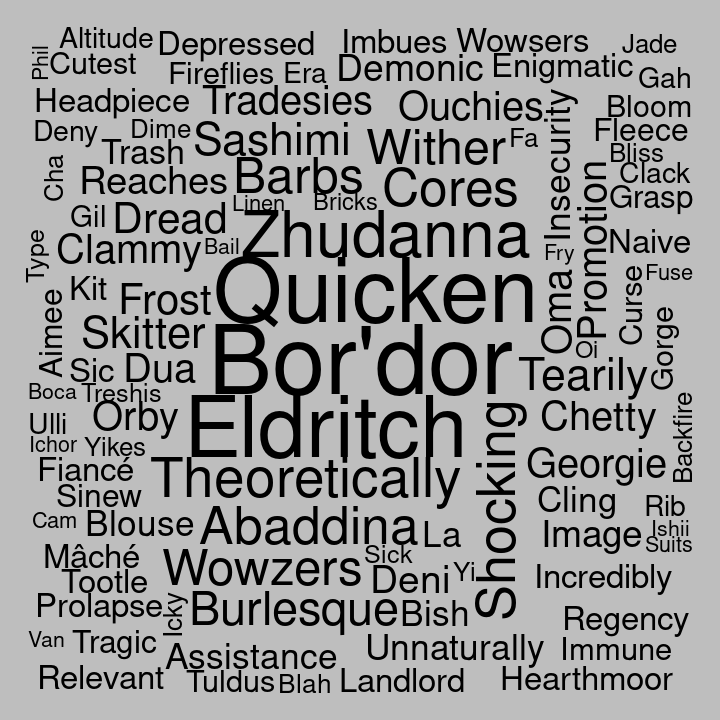 Altitude
Depressed
Imbues
Wowsers
Jade
Phil
Cutest
Fireflies
Era
Demonic
Enigmatic
Gah
Headpiece
Tradesies
Ouchies
Insecurity
Bloom
Deny
Dime
Sashimi
Wither
Fa
Fleece
Trash
Bliss
Cha
Reaches
Barbs
Cores
Promotion
Clack
Grasp
Linen
Bricks
Gil
Dread
Zhudanna
Type
Clammy
Bail
Fry
Naive
Fuse
Kit
Frost
Quicken
Oma
Curse
Aimee
Skitter
Bor'dor
Oi
Gorge
Sic
Dua
Tearily
Boca
Treshis
Backfire
Ulli
Orby
Eldritch
Shocking
Chetty
Ichor
Yikes
Fiancé
Theoretically
Georgie
Sinew
Cling
Rib
Cam
Blouse
Abaddina
La
Image
Ishii
Suits
Mâché
Wowzers
Sick
Tootle
Deni
Yi
Incredibly
Prolapse
Icky
Burlesque
Bish
Regency
Van
Tragic
Assistance
Unnaturally
Immune
Relevant
Tuldus
Blah
Landlord
Hearthmoor